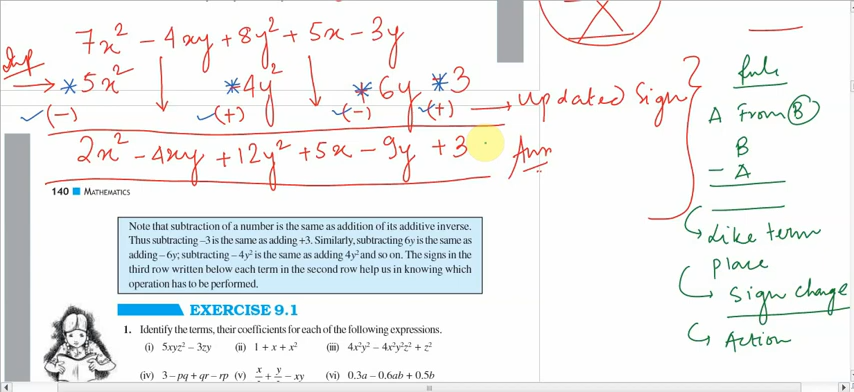 7x² - 4xy + 8y² + 5x - 3y
Imp
→ *5x² *4y² *6y *3
✓(-) ✓(+) ✓(-) ✓(+) → Updated Sign
2x² - 4xy + 12y² + 5x - 9y + 3 Ans
Rule
A From B
B
- A
Like term
place
Sign change
Action
140 ■ MATHEMATICS
Note that subtraction of a number is the same as addition of its additive inverse.
Thus subtracting –3 is the same as adding +3. Similarly, subtracting 6y is the same as
adding – 6y; subtracting – 4y² is the same as adding 4y² and so on. The signs in the
third row written below each term in the second row help us in knowing which
operation has to be performed.
EXERCISE 9.1
1. Identify the terms, their coefficients for each of the following expressions.
(i) 5xyz² – 3zy (ii) 1 + x + x² (iii) 4x²y² – 4x²y²z² + z²
(iv) 3 – pq + qr – rp (v) x/ + y/ – xy (vi) 0.3a – 0.6ab + 0.5b